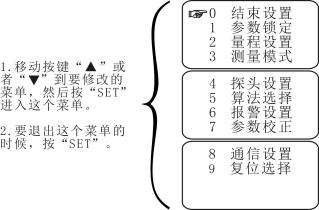 1.移动按键“▲”或
者“▼”到要修改的
菜单，然后按“SET”
进入这个菜单。
2.要退出这个菜单的
时候，按“SET”。
☞0 结束设置
1 参数锁定
2 量程设置
3 测量模式
4 探头设置
5 算法选择
6 报警设置
7 参数校正
8 通信设置
9 复位选择